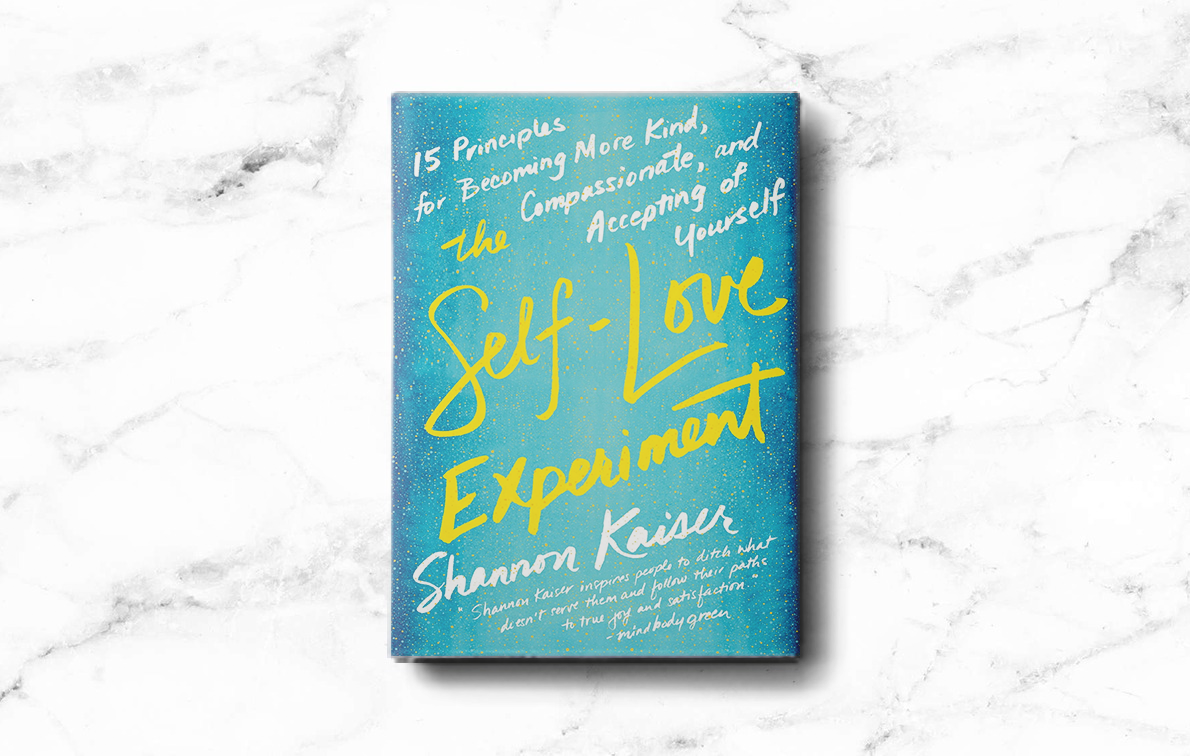 15 Principles
for Becoming More Kind,
Compassionate, and
Accepting of
Yourself
the
Self-Love
Experiment
Shannon Kaiser
"Shannon Kaiser inspires people to ditch what
doesn't serve them and follow their paths
to true joy and satisfaction."
-mindbodygreen